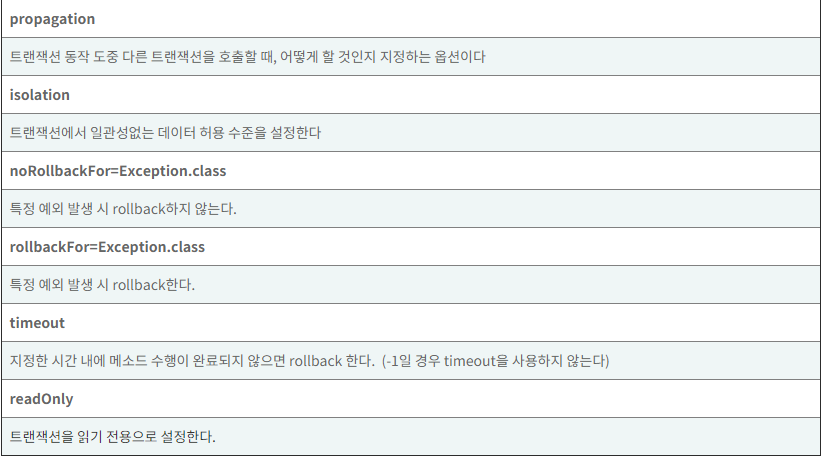 propagation
트랜잭션 동작 도중 다른 트랜잭션을 호출할 때, 어떻게 할 것인지 지정하는 옵션이다
isolation
트랜잭션에서 일관성없는 데이터 허용 수준을 설정한다
noRollbackFor=Exception.class
특정 예외 발생 시 rollback하지 않는다.
rollbackFor=Exception.class
특정 예외 발생 시 rollback한다.
timeout
지정한 시간 내에 메소드 수행이 완료되지 않으면 rollback 한다. (-1일 경우 timeout을 사용하지 않는다)
readOnly
트랜잭션을 읽기 전용으로 설정한다.